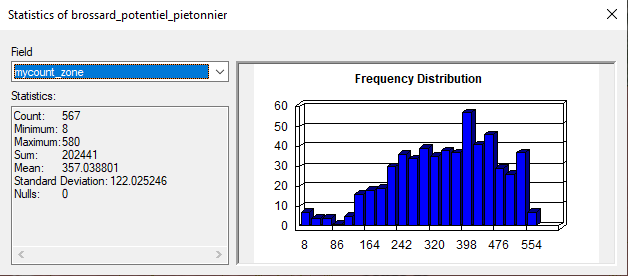 Statistics of brossard_potentiel_pietonnier
Field
mycount_zone
Statistics:
Count: 567
Minimum: 8
Maximum: 580
Sum: 202441
Mean: 357.038801
Standard Deviation: 122.025246
Nulls: 0
Frequency Distribution
60
50
40
30
20
10
0
8 86 164 242 320 398 476 554